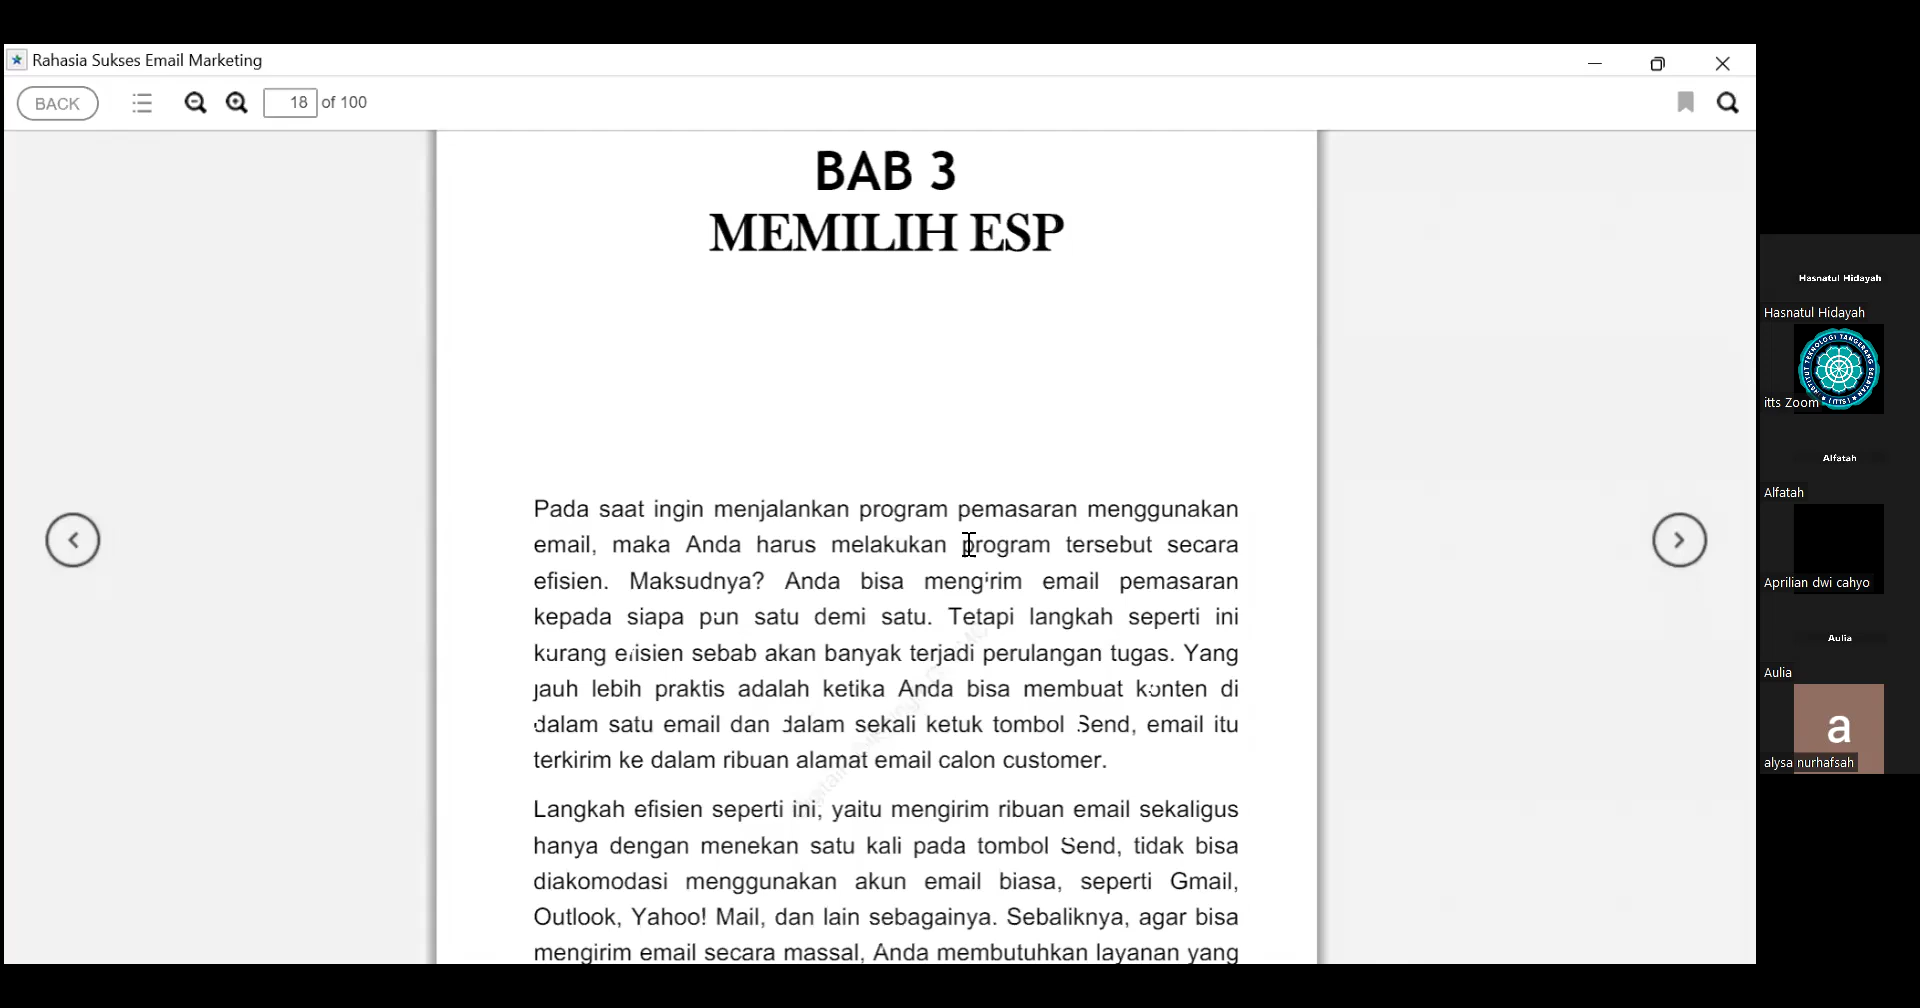 Rahasia Sukses Email Marketing
BACK
18 of 100
BAB 3
MEMILIH ESP
Pada saat ingin menjalankan program pemasaran menggunakan
email, maka Anda harus melakukan program tersebut secara
efisien. Maksudnya? Anda bisa mengirim email pemasaran
kepada siapa pun satu demi satu. Tetapi langkah seperti ini
kurang efisien sebab akan banyak terjadi perulangan tugas. Yang
jauh lebih praktis adalah ketika Anda bisa membuat konten di
dalam satu email dan dalam sekali ketuk tombol Send, email itu
terkirim ke dalam ribuan alamat email calon customer.
Langkah efisien seperti ini, yaitu mengirim ribuan email sekaligus
hanya dengan menekan satu kali pada tombol Send, tidak bisa
diakomodasi menggunakan akun email biasa, seperti Gmail,
Outlook, Yahoo! Mail, dan lain sebagainya. Sebaliknya, agar bisa
mengirim email secara massal, Anda membutuhkan layanan yang
Hasnatul Hidayah
Hasnatul Hidayah
INSTITUT TEKNOLOGI TANGERANG SELATAN
(ITTS)
itts Zoom
Alfatah
Alfatah
Aprilian dwi cahyo
Aulia
Aulia
a
alysa nurhafsah